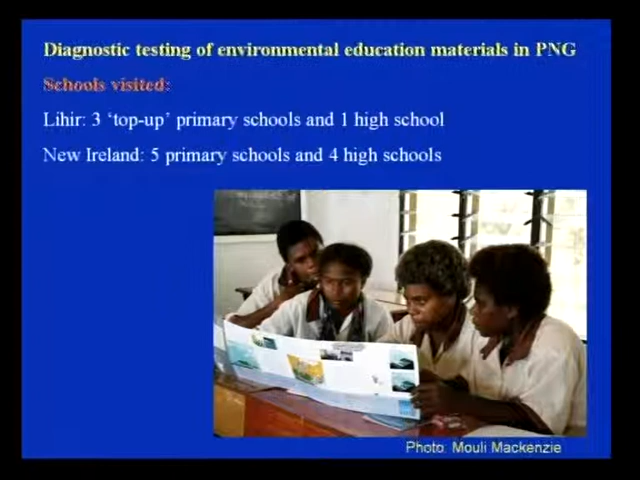 Diagnostic testing of environmental education materials in PNG
Schools visited:
Lihir: 3 ‘top-up’ primary schools and 1 high school
New Ireland: 5 primary schools and 4 high schools
Photo: Mouli Mackenzie